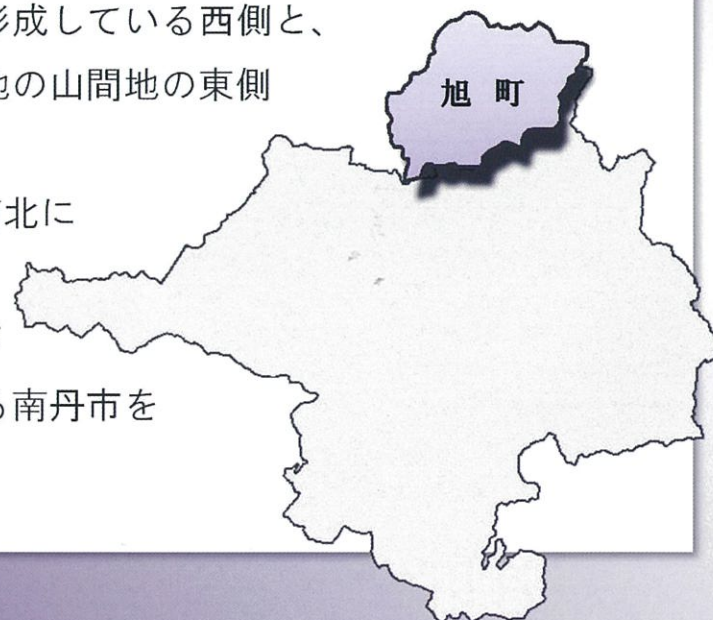 形成している西側と、
地の山間地の東側
北に
南丹市を
旭町